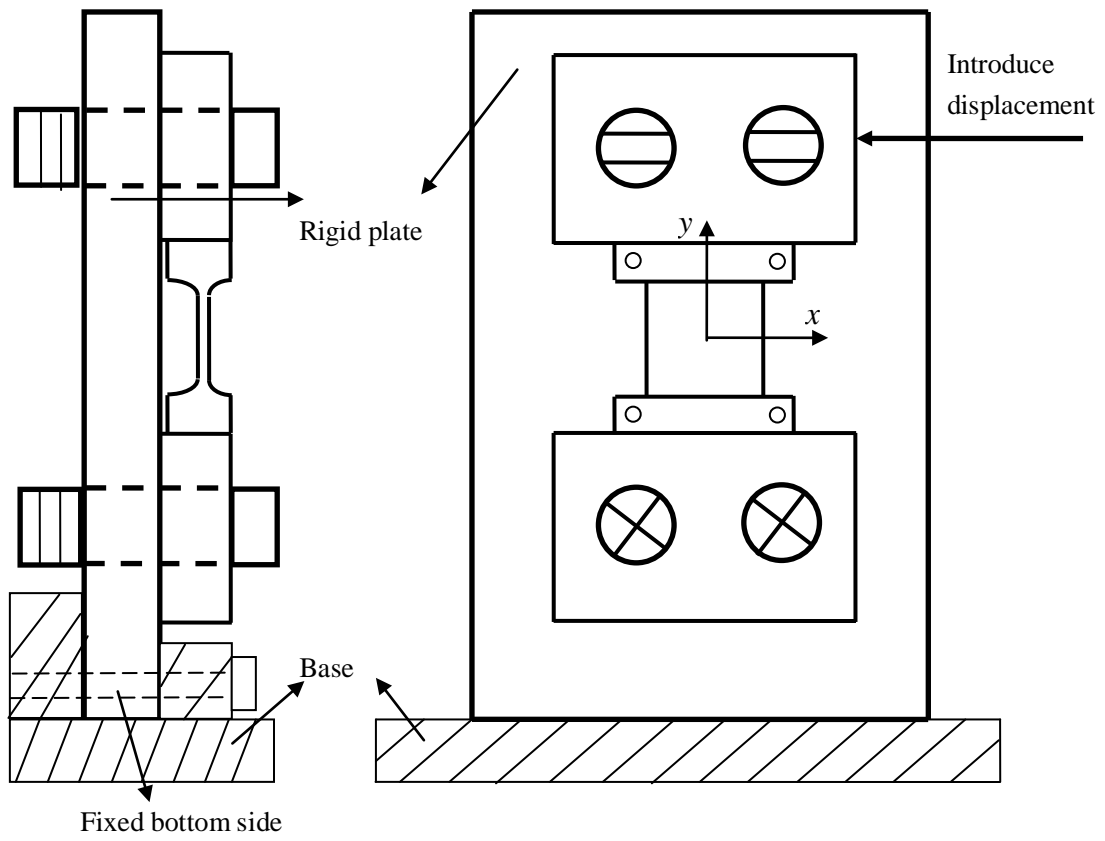 Introduce
displacement
Rigid plate
y
x
Base
Fixed bottom side